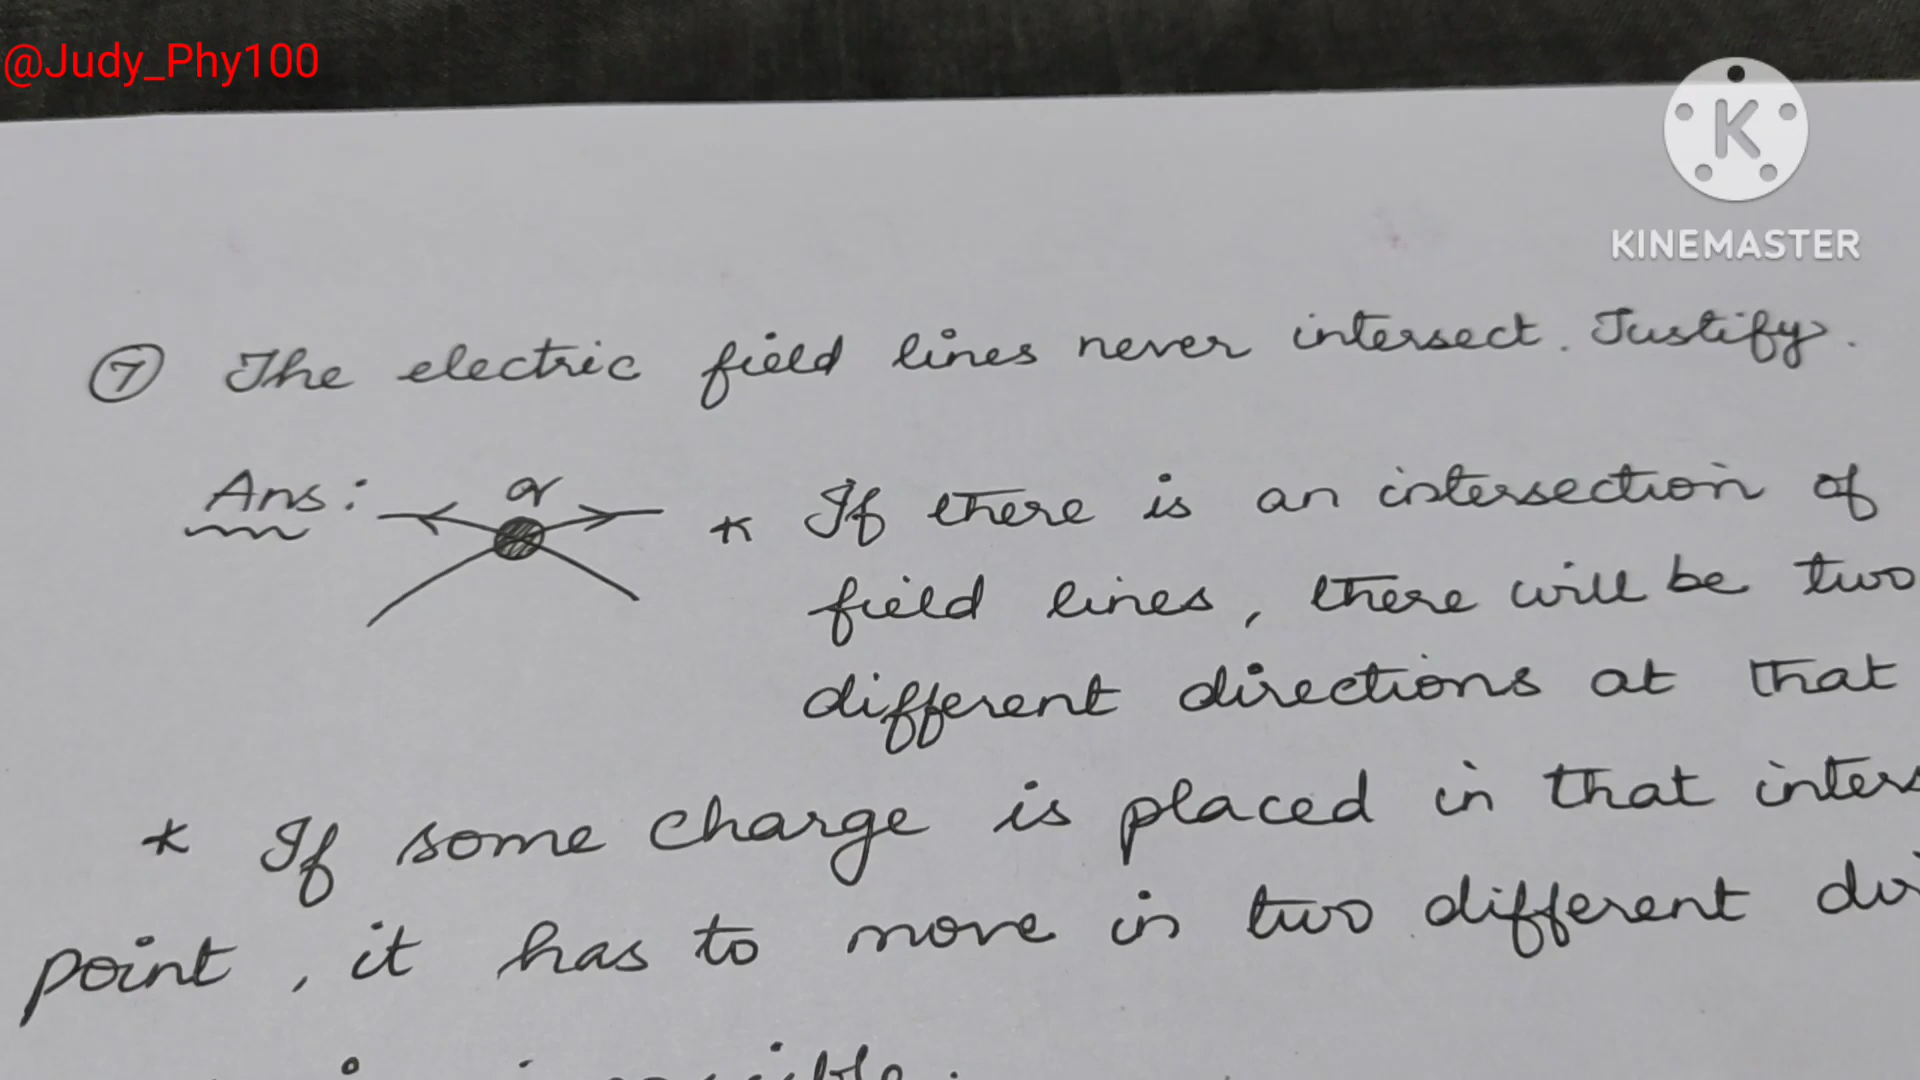 @Judy_Phy100
K
KINEMASTER
7 The electric field lines never intersect. Justify.
Ans: * If there is an intersection of
field lines, there will be two
different directions at that
* If some charge is placed in that inters
point, it has to move in two different di